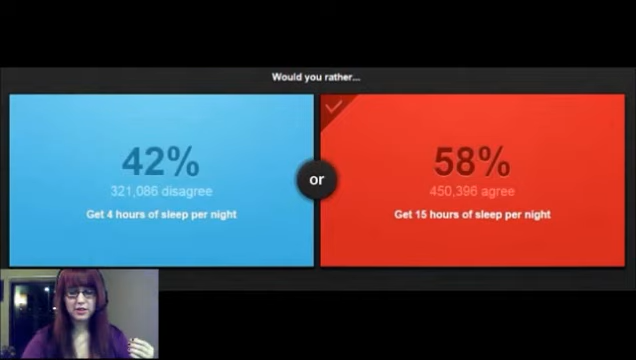 Would you rather...
42%
321,086 disagree
Get 4 hours of sleep per night
or
58%
450,396 agree
Get 15 hours of sleep per night